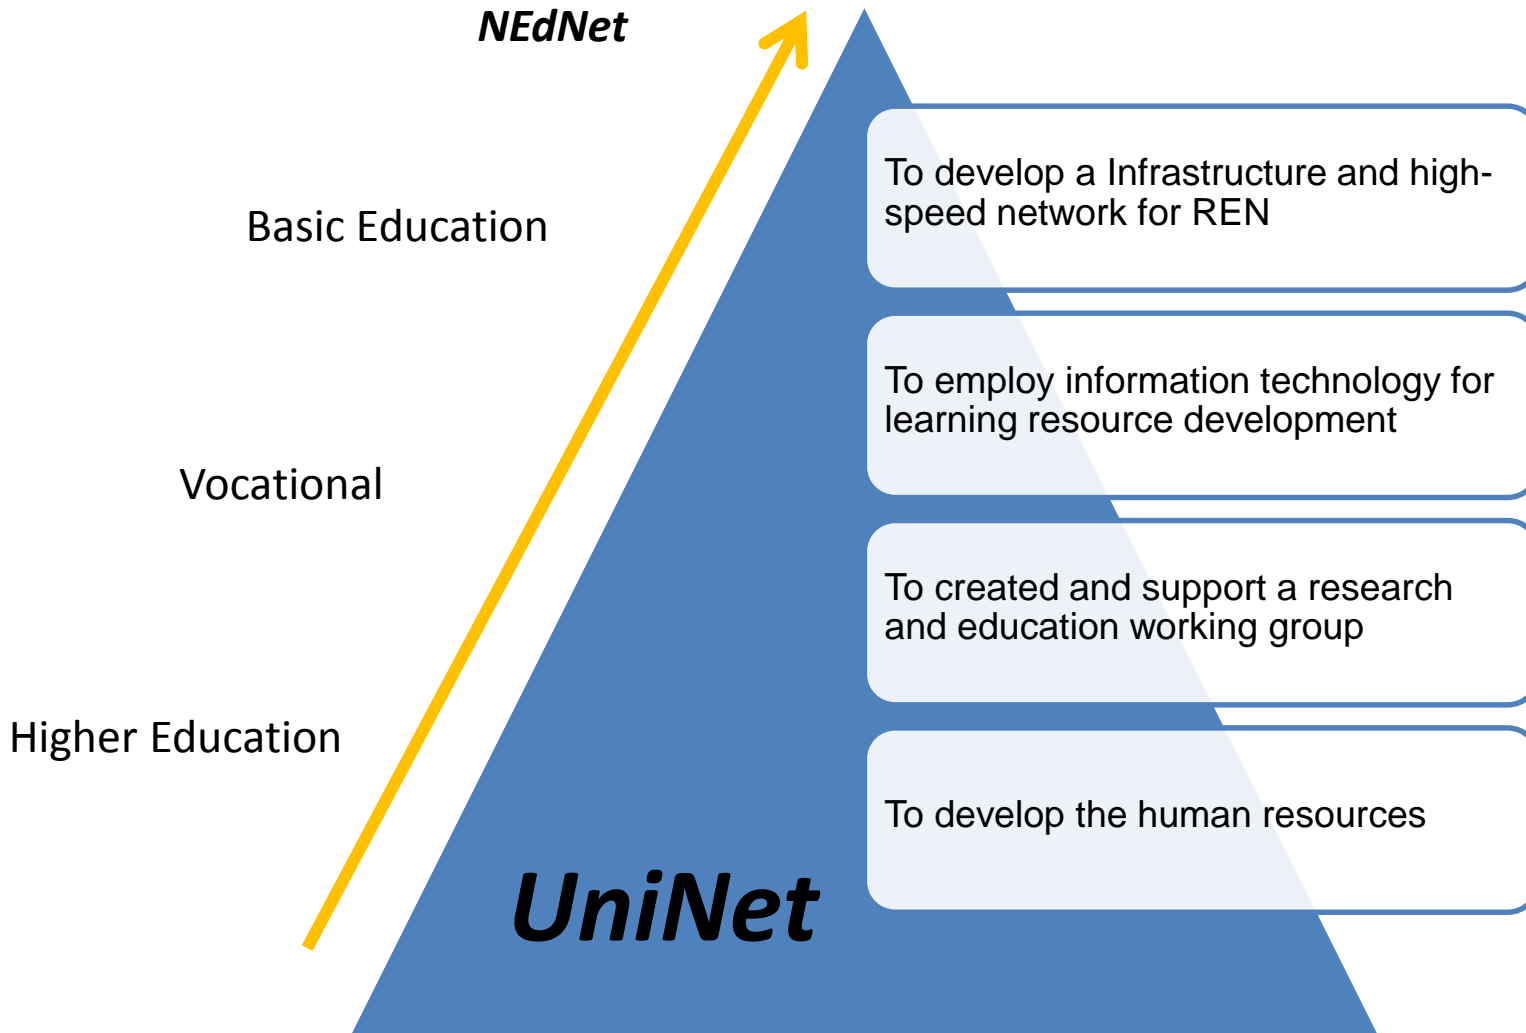 NEdNet
Basic Education
Vocational
Higher Education
UniNet
To develop a Infrastructure and high-
speed network for REN
To employ information technology for
learning resource development
To created and support a research
and education working group
To develop the human resources